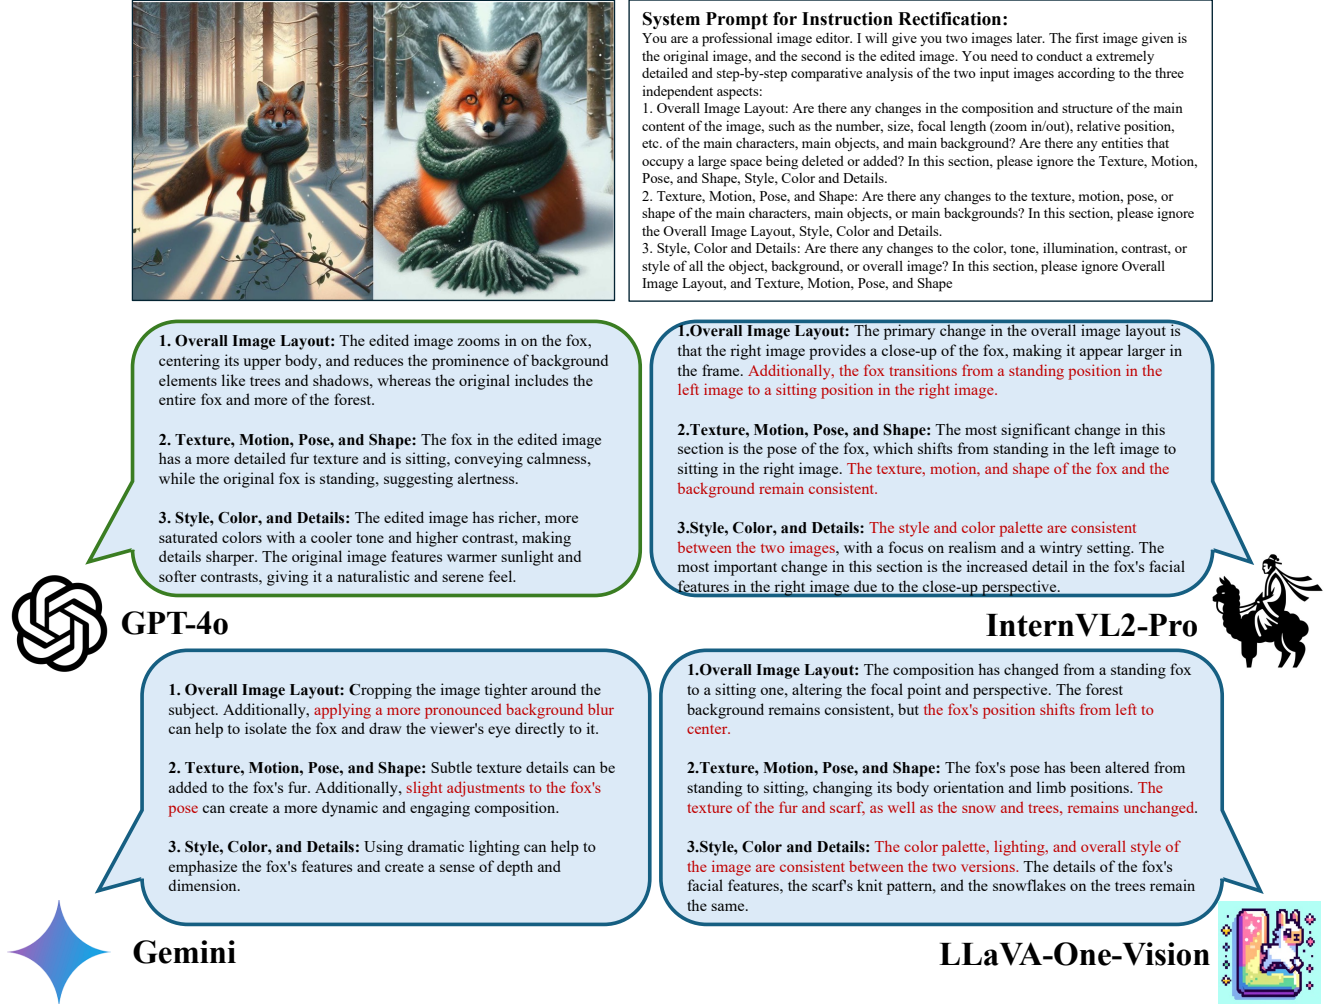 System Prompt for Instruction Rectification:
You are a professional image editor. I will give you two images later. The first image given is
the original image, and the second is the edited image. You need to conduct a extremely
detailed and step-by-step comparative analysis of the two input images according to the three
independent aspects:
1. Overall Image Layout: Are there any changes in the composition and structure of the main
content of the image, such as the number, size, focal length (zoom in/out), relative position,
etc. of the main characters, main objects, and main background? Are there any entities that
occupy a large space being deleted or added? In this section, please ignore the Texture, Motion,
Pose, and Shape, Style, Color and Details.
2. Texture, Motion, Pose, and Shape: Are there any changes to the texture, motion, pose, or
shape of the main characters, main objects, or main backgrounds? In this section, please ignore
the Overall Image Layout, Style, Color and Details.
3. Style, Color and Details: Are there any changes to the color, tone, illumination, contrast, or
style of all the object, background, or overall image? In this section, please ignore Overall
Image Layout, and Texture, Motion, Pose, and Shape
1. Overall Image Layout: The edited image zooms in on the fox,
centering its upper body, and reduces the prominence of background
elements like trees and shadows, whereas the original includes the
entire fox and more of the forest.
2. Texture, Motion, Pose, and Shape: The fox in the edited image
has a more detailed fur texture and is sitting, conveying calmness,
while the original fox is standing, suggesting alertness.
3. Style, Color, and Details: The edited image has richer, more
saturated colors with a cooler tone and higher contrast, making
details sharper. The original image features warmer sunlight and
softer contrasts, giving it a naturalistic and serene feel.
GPT-4o
1.Overall Image Layout: The primary change in the overall image layout is
that the right image provides a close-up of the fox, making it appear larger in
the frame. Additionally, the fox transitions from a standing position in the
left image to a sitting position in the right image.
2.Texture, Motion, Pose, and Shape: The most significant change in this
section is the pose of the fox, which shifts from standing in the left image to
sitting in the right image. The texture, motion, and shape of the fox and the
background remain consistent.
3.Style, Color, and Details: The style and color palette are consistent
between the two images, with a focus on realism and a wintry setting. The
most important change in this section is the increased detail in the fox's facial
features in the right image due to the close-up perspective.
InternVL2-Pro
1. Overall Image Layout: Cropping the image tighter around the
subject. Additionally, applying a more pronounced background blur
can help to isolate the fox and draw the viewer's eye directly to it.
2. Texture, Motion, Pose, and Shape: Subtle texture details can be
added to the fox's fur. Additionally, slight adjustments to the fox's
pose can create a more dynamic and engaging composition.
3. Style, Color, and Details: Using dramatic lighting can help to
emphasize the fox's features and create a sense of depth and
dimension.
Gemini
1.Overall Image Layout: The composition has changed from a standing fox
to a sitting one, altering the focal point and perspective. The forest
background remains consistent, but the fox's position shifts from left to
center.
2.Texture, Motion, Pose, and Shape: The fox's pose has been altered from
standing to sitting, changing its body orientation and limb positions. The
texture of the fur and scarf, as well as the snow and trees, remains unchanged.
3.Style, Color and Details: The color palette, lighting, and overall style of
the image are consistent between the two versions. The details of the fox's
facial features, the scarf's knit pattern, and the snowflakes on the trees remain
the same.
LLaVA-One-Vision